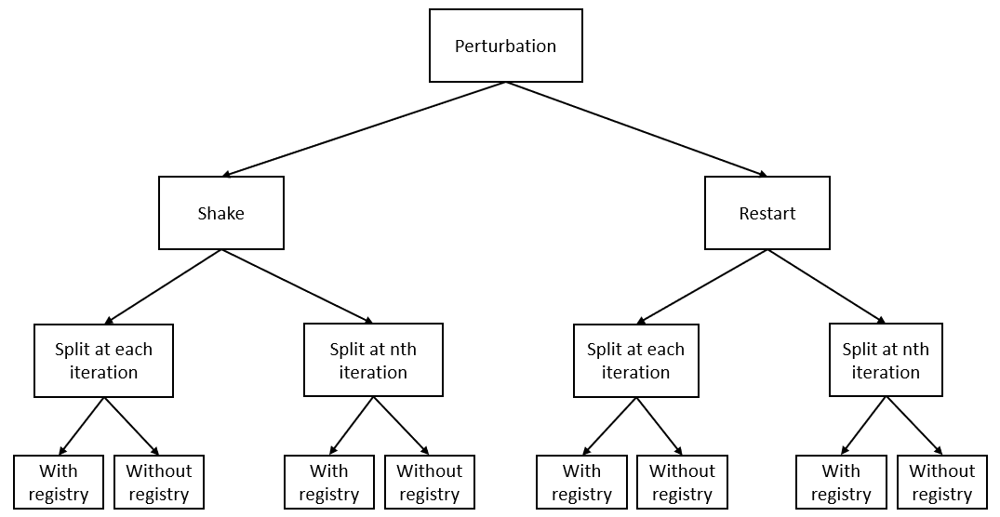 Perturbation
Shake
Restart
Split at each
iteration
Split at nth
iteration
Split at each
iteration
Split at nth
iteration
With
registry
Without
registry
With
registry
Without
registry
With
registry
Without
registry
With
registry
Without
registry